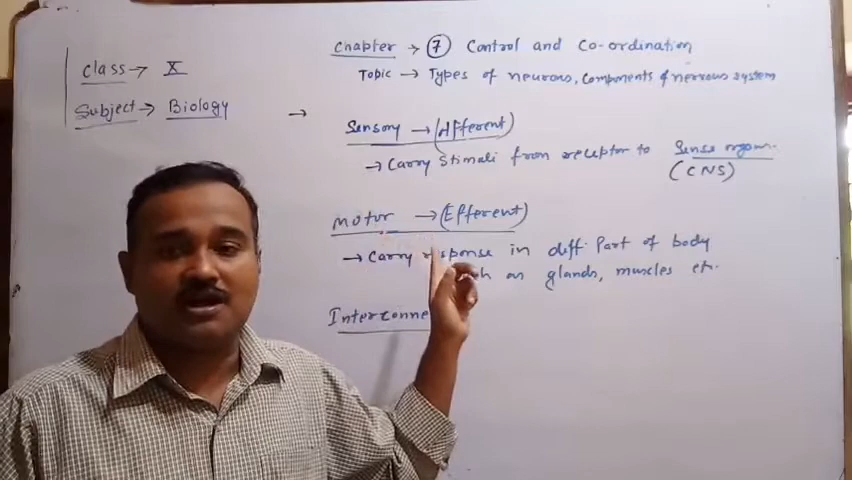 Class → X
Subject → Biology
Chapter → 7 Control and Co-ordination
Topic → Types of neurons, Components of nervous system
→ Sensory → (Afferent)
→ Carry Stimali from receptor to Sense organ.
(CNS)
Motor → (Efferent)
→ Carry response in diff. Part of body
as glands, muscles etc.
Interconne